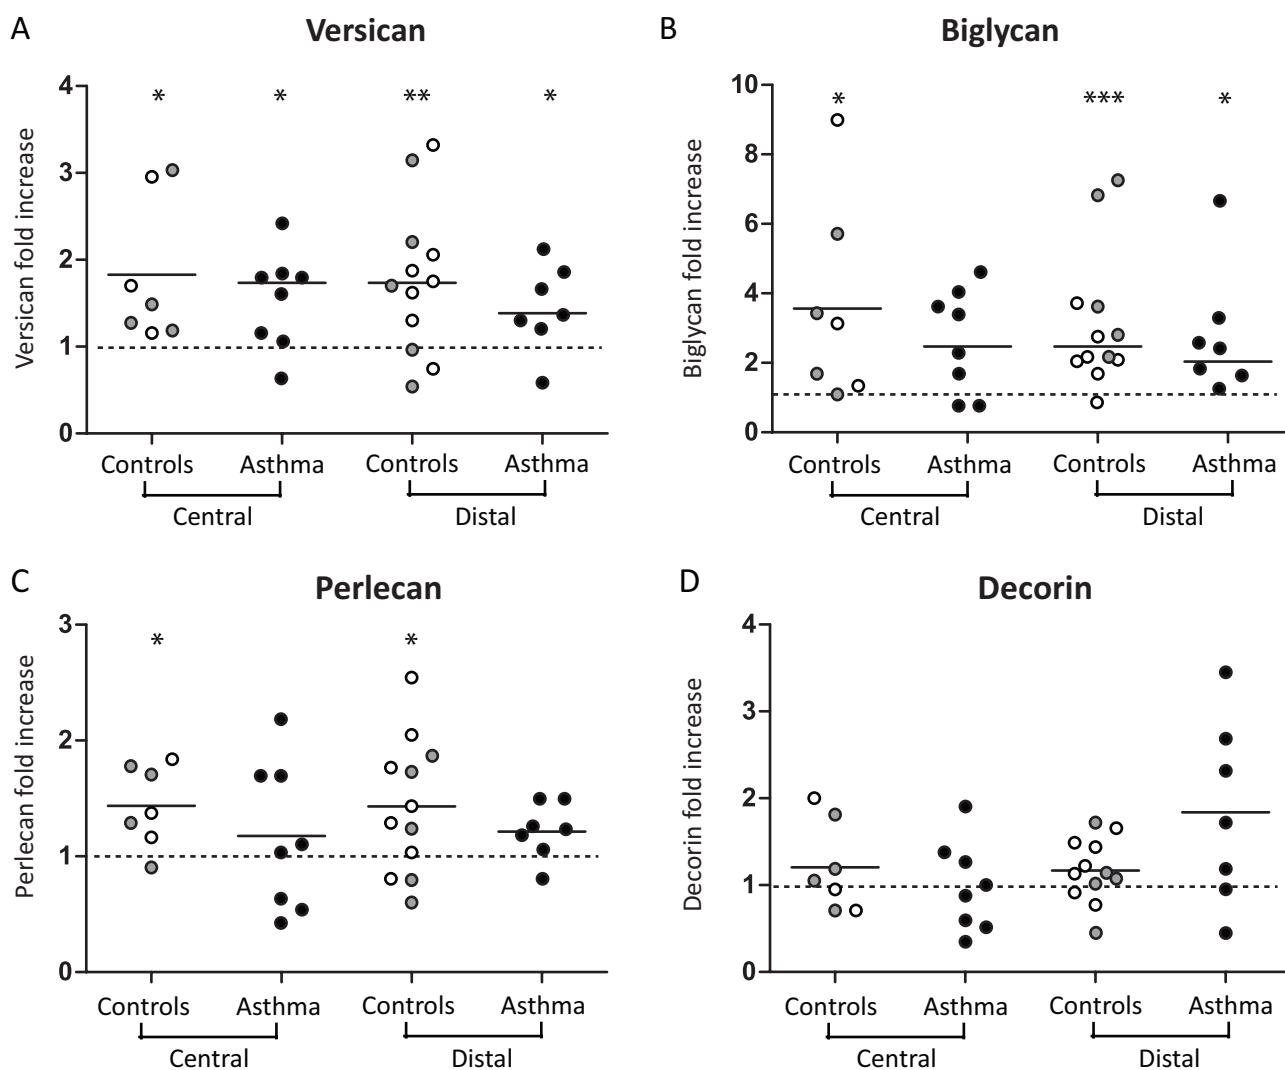 A
Versican
Versican fold increase
4
3
2
1
0
*
*
**
*
Controls
Asthma
Controls
Asthma
Central
Distal
B
Biglycan
Biglycan fold increase
10
8
6
4
2
0
*
***
*
Controls
Asthma
Controls
Asthma
Central
Distal
C
Perlecan
Perlecan fold increase
3
2
1
0
*
*
Controls
Asthma
Controls
Asthma
Central
Distal
D
Decorin
Decorin fold increase
4
3
2
1
0
Controls
Asthma
Controls
Asthma
Central
Distal